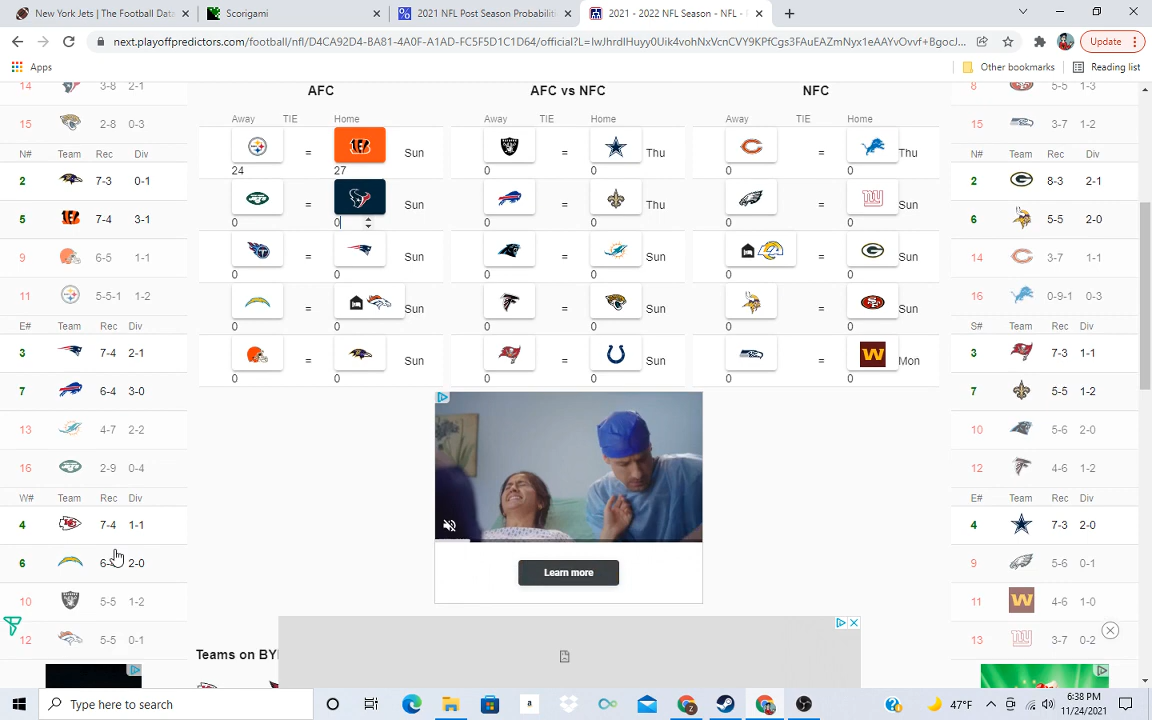 New York Jets | The Football Data
Scorigami
2021 NFL Post Season Probabiliti
2021 - 2022 NFL Season - NFL -
next.playoffpredictors.com/football/nfl/D4CA92D4-BA81-4A0F-A1AD-FC5F5D1C1D64/official?L=
Update
Apps
Other bookmarks
Reading list
AFC
AFC vs NFC
NFC
Away TIE Home
Away TIE Home
Away TIE Home
= Sun
24 27
= Thu
0 0
= Thu
0 0
= Sun
0 0
= Thu
0 0
= Sun
0 0
= Sun
0 0
= Sun
0 0
= Sun
0 0
= Sun
0 0
= Sun
0 0
= Sun
0 0
= Sun
0 0
= Sun
0 0
= W Mon
0 0
14 3-8 2-1
15 2-8 0-3
N# Team Rec Div
2 7-3 0-1
5 7-4 3-1
9 6-5 1-1
11 5-5-1 1-2
E# Team Rec Div
3 7-4 2-1
7 6-4 3-0
13 4-7 2-2
16 2-9 0-4
W# Team Rec Div
4 7-4 1-1
6 2-0
10 5-5 1-2
12 5-5 0-1
8 5-5 1-3
15 3-7 1-2
N# Team Rec Div
2 8-3 2-1
6 5-5 2-0
14 3-7 1-1
16 0-9-1 0-3
S# Team Rec Div
3 7-3 1-1
7 5-5 1-2
10 5-6 2-0
12 4-6 1-2
E# Team Rec Div
4 7-3 2-0
9 5-6 0-1
11 W 4-6 1-0
13 3-7 0-2
Learn more
Teams on BY
Type here to search
47°F
6:38 PM
11/24/2021